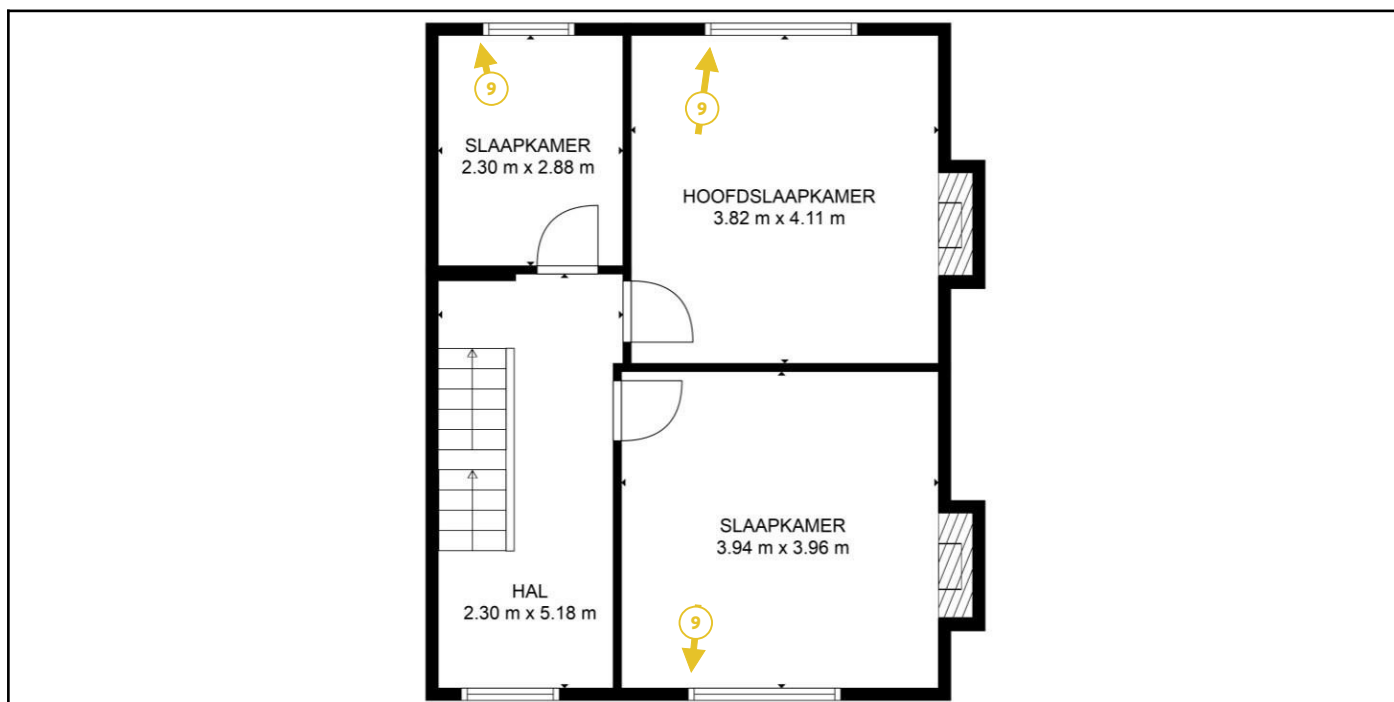 9
9
SLAAPKAMER
2.30 m x 2.88 m
HOOFDSLAAPKAMER
3.82 m x 4.11 m
SLAAPKAMER
3.94 m x 3.96 m
HAL
2.30 m x 5.18 m
9